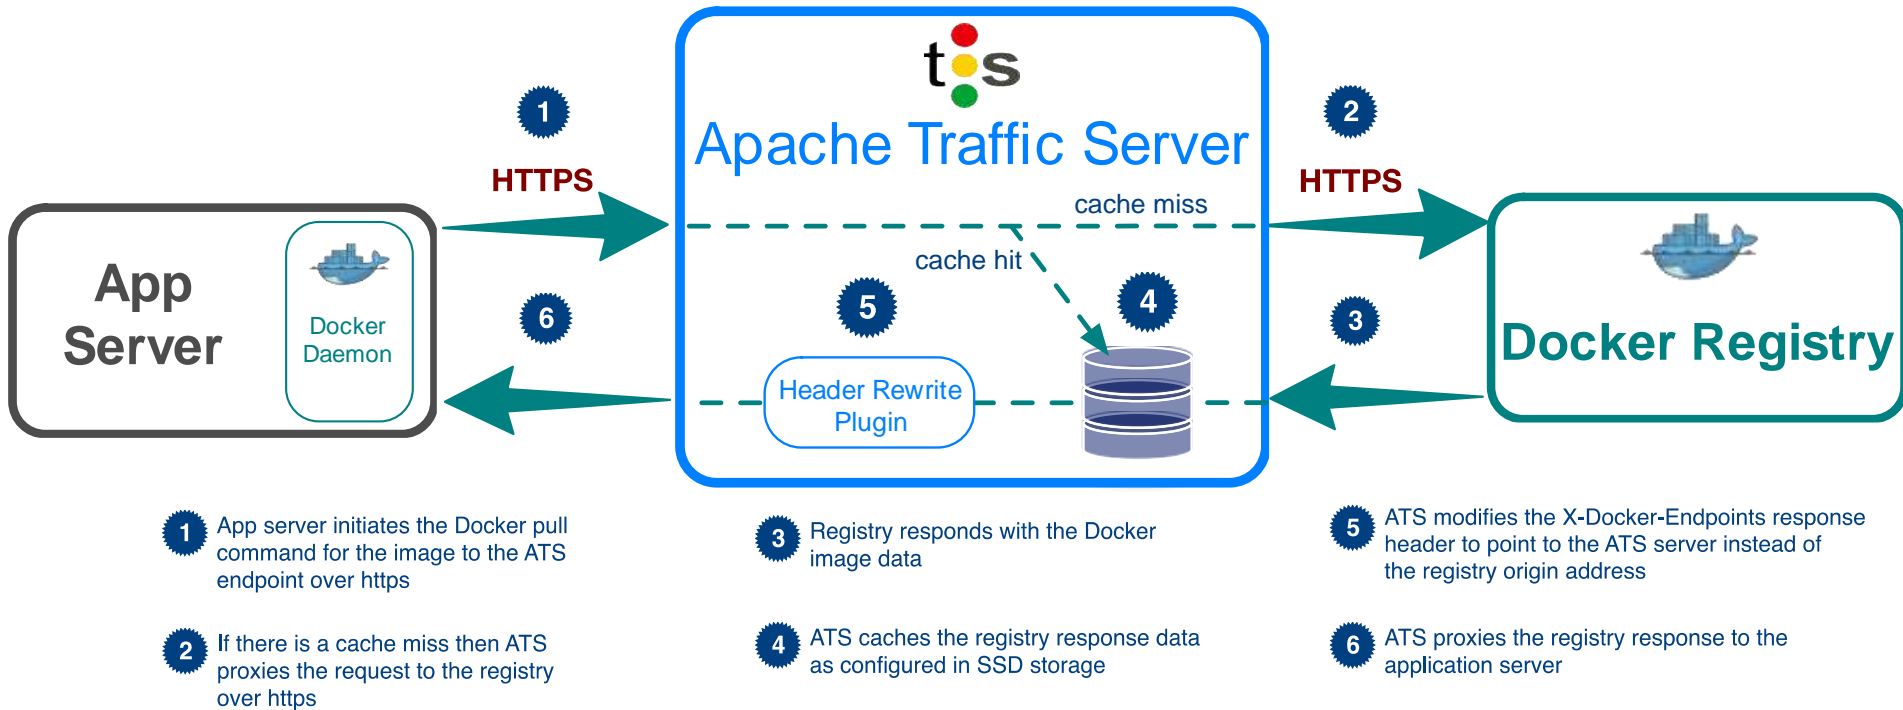 ts
Apache Traffic Server
1
HTTPS
2
HTTPS
cache miss
cache hit
App
Server
Docker
Daemon
6
5
4
3
Docker Registry
Header Rewrite
Plugin
1
App server initiates the Docker pull
command for the image to the ATS
endpoint over https
2
If there is a cache miss then ATS
proxies the request to the registry
over https
3
Registry responds with the Docker
image data
4
ATS caches the registry response data
as configured in SSD storage
5
ATS modifies the X-Docker-Endpoints response
header to point to the ATS server instead of
the registry origin address
6
ATS proxies the registry response to the
application server